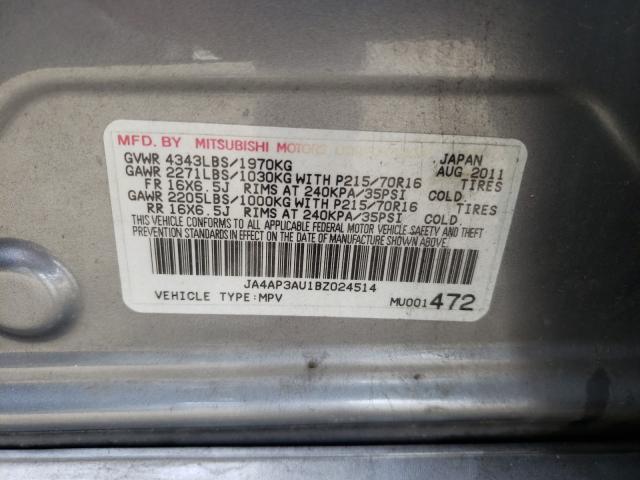 MFD. BY MITSUBISHI MOTORS JAPAN
GVWR 4343LBS/1970KG AUG 2011
GAWR 2271LBS/1030KG WITH P215/70R16 TIRES
FR 16X6.5J RIMS AT 240KPA/35PSI COLD.
GAWR 2205LBS/1000KG WITH P215/70R16 TIRES
RR 16X6.5J RIMS AT 240KPA/35PSI COLD
THIS VEHICLE CONFORMS TO ALL APPLICABLE FEDERAL MOTOR VEHICLE SAFETY AND THEFT
PREVENTION STANDARDS IN EFFECT ON THE DATE OF MANUFACTURE SHOWN ABOVE.
JA4AP3AU1BZ024514
VEHICLE TYPE:MPV MU001472